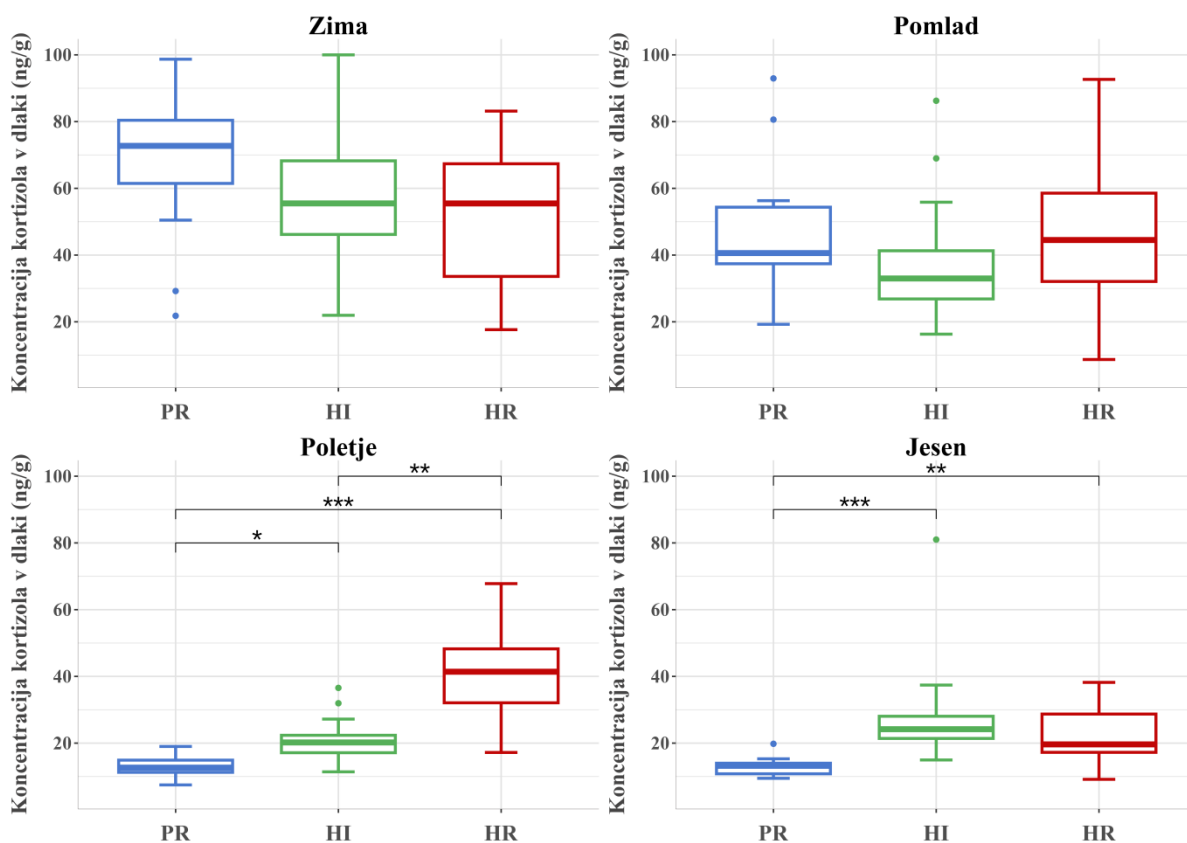 Zima
Koncentracija kortizola v dlaki (ng/g)
100
80
60
40
20
PR HI HR
Pomlad
Koncentracija kortizola v dlaki (ng/g)
100
80
60
40
20
PR HI HR
Poletje
Koncentracija kortizola v dlaki (ng/g)
100
80
60
40
20
**
***
*
PR HI HR
Jesen
Koncentracija kortizola v dlaki (ng/g)
100
80
60
40
20
**
***
PR HI HR